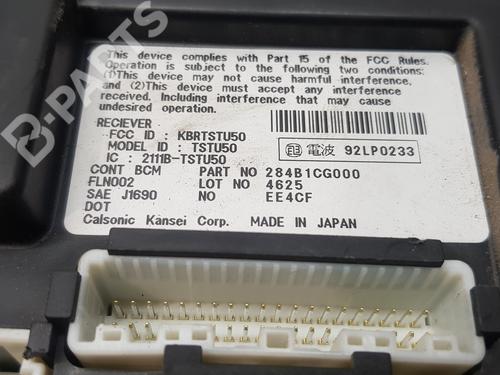 This device complies with Part 15 of the FCC Rules.
Operation is subject to the following two conditions:
(1)This device may not cause harmful interference,
and (2)This device must accept any interference
received. Including interference that may cause
undesired operation.
RECIEVER
FCC ID : KBRTSTU50
MODEL ID : TSTU50
IC : 2111B-TSTU50
電波 92LP0233
CONT BCM PART NO 284B1CG000
FLN002 LOT NO 4625
SAE J1690 NO EE4CF
DOT
Calsonic Kansei Corp. MADE IN JAPAN
B-PARTS